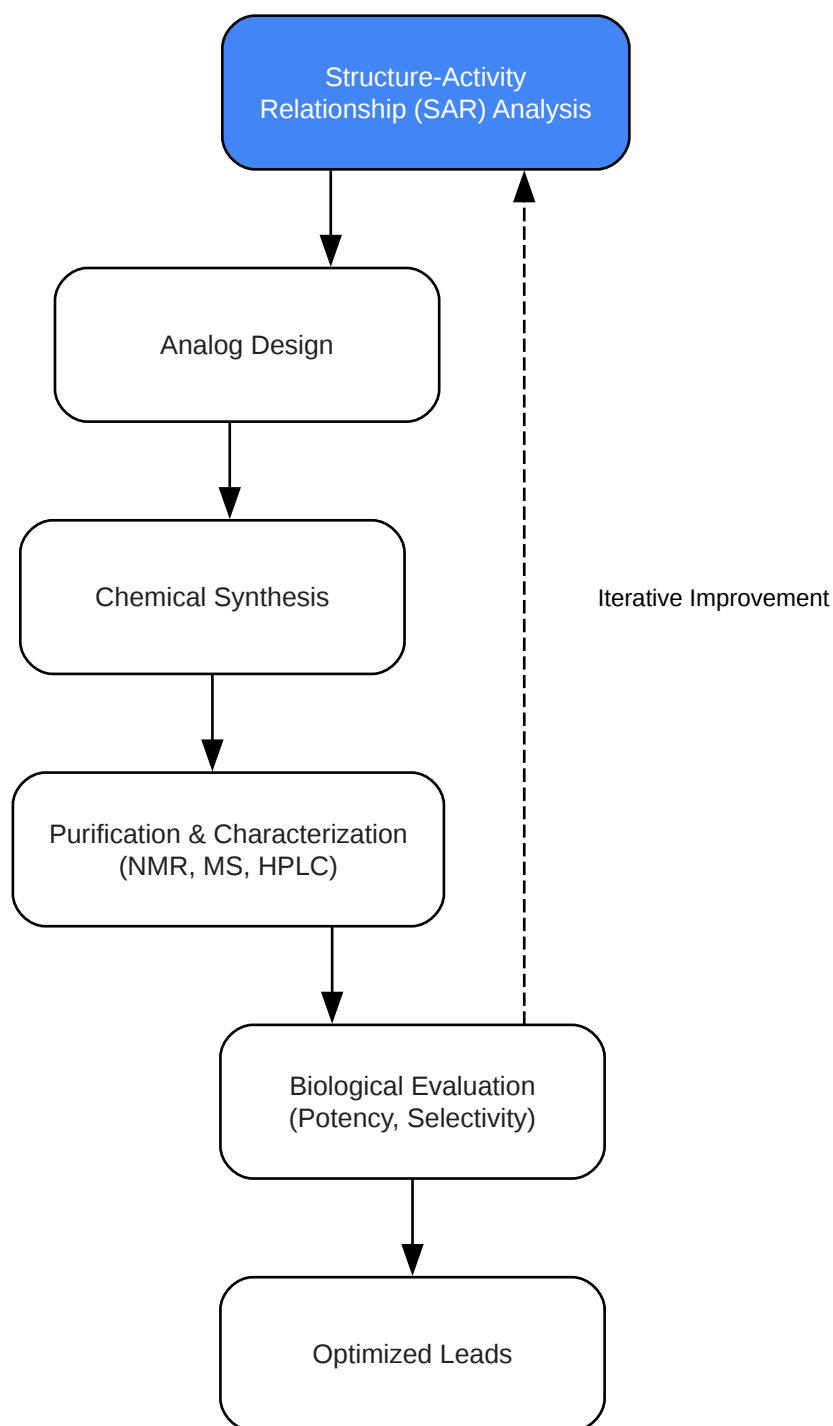 Structure-Activity
Relationship (SAR) Analysis
Analog Design
Chemical Synthesis
Iterative Improvement
Purification & Characterization
(NMR, MS, HPLC)
Biological Evaluation
(Potency, Selectivity)
Optimized Leads